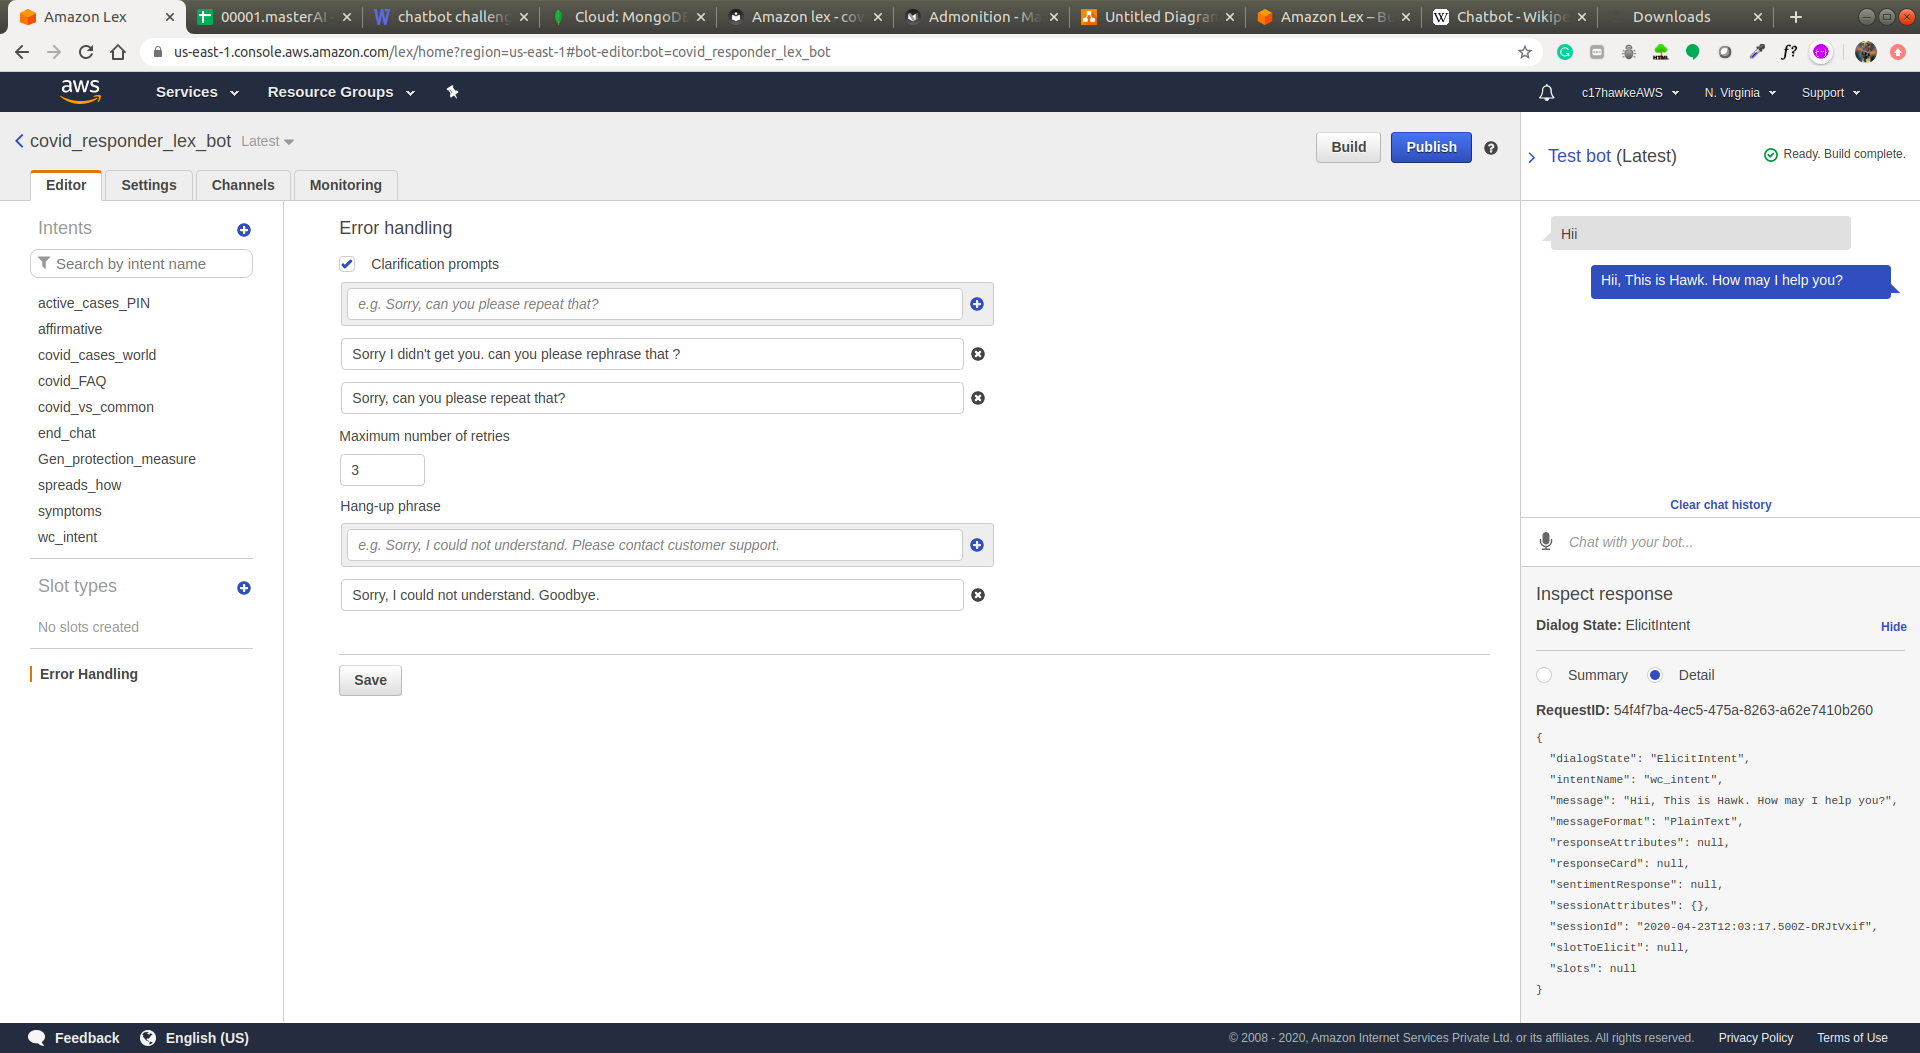 Amazon Lex
00001.masterAI
chatbot challeng
Cloud: MongoDB
Amazon lex - cov
Admonition - Ma
Untitled Diagra
Amazon Lex – Bu
Chatbot - Wikipe
Downloads
us-east-1.console.aws.amazon.com/lex/home?region=us-east-1#bot-editor:bot=covid_responder_lex_bot
aws
Services
Resource Groups
c17hawkeAWS
N. Virginia
Support
covid_responder_lex_bot Latest
Build
Publish
Editor
Settings
Channels
Monitoring
Intents
Search by intent name
active_cases_PIN
affirmative
covid_cases_world
covid_FAQ
covid_vs_common
end_chat
Gen_protection_measure
spreads_how
symptoms
wc_intent
Slot types
No slots created
Error Handling
Error handling
Clarification prompts
e.g. Sorry, can you please repeat that?
Sorry I didn't get you. can you please rephrase that ?
Sorry, can you please repeat that?
Maximum number of retries
3
Hang-up phrase
e.g. Sorry, I could not understand. Please contact customer support.
Sorry, I could not understand. Goodbye.
Save
Test bot (Latest)
Ready. Build complete.
Hii
Hii, This is Hawk. How may I help you?
Clear chat history
Chat with your bot...
Inspect response
Dialog State: ElicitIntent
Hide
Summary
Detail
RequestID: 54f4f7ba-4ec5-475a-8263-a62e7410b260
{
"dialogState": "ElicitIntent",
"intentName": "wc_intent",
"message": "Hii, This is Hawk. How may I help you?",
"messageFormat": "PlainText",
"responseAttributes": null,
"responseCard": null,
"sentimentResponse": null,
"sessionAttributes": {},
"sessionId": "2020-04-23T12:03:17.500Z-DRJtVxif",
"slotToElicit": null,
"slots": null
}
Feedback
English (US)
© 2008 - 2020, Amazon Internet Services Private Ltd. or its affiliates. All rights reserved.
Privacy Policy
Terms of Use